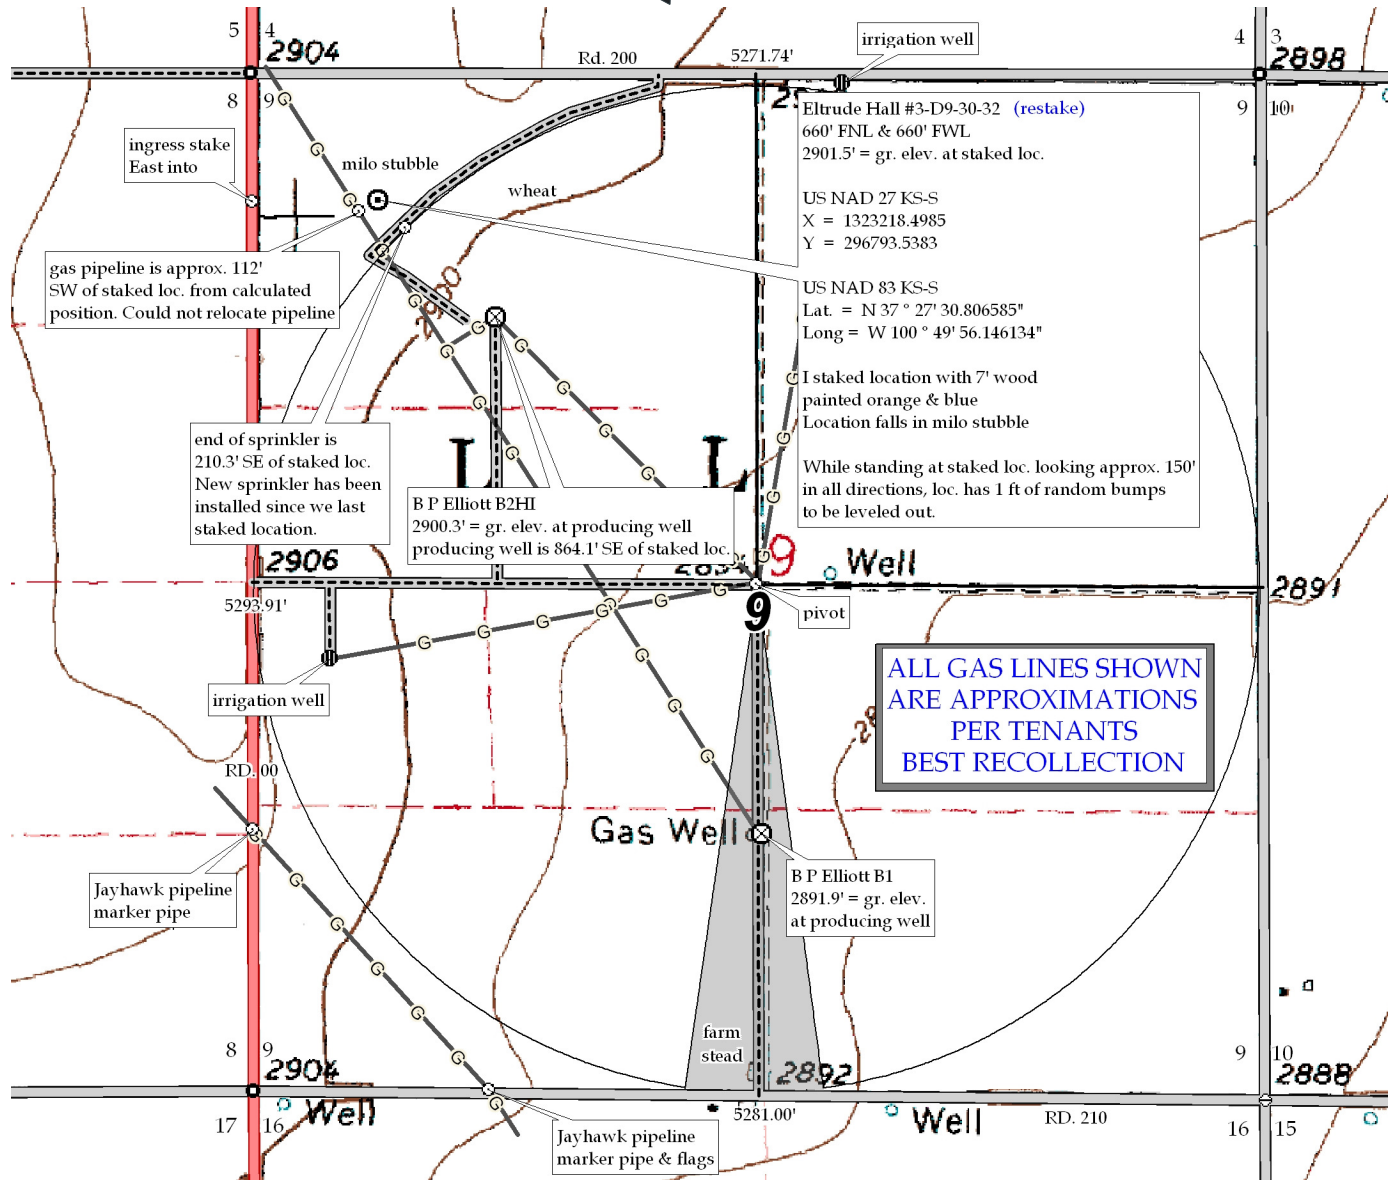 5 4
2904
Rd. 200
5271.74'
irrigation well
4 3
2898
8 9
9 10
ingress stake
East into
milo stubble
wheat
Eltrude Hall #3-D9-30-32 (restake)
660' FNL & 660' FWL
2901.5' = gr. elev. at staked loc.
US NAD 27 KS-S
X = 1323218.4985
Y = 296793.5383
US NAD 83 KS-S
Lat. = N 37 ° 27' 30.806585"
Long = W 100 ° 49' 56.146134"
I staked location with 7' wood
painted orange & blue
Location falls in milo stubble
While standing at staked loc. looking approx. 150'
in all directions, loc. has 1 ft of random bumps
to be leveled out.
gas pipeline is approx. 112'
SW of staked loc. from calculated
position. Could not relocate pipeline
2900
end of sprinkler is
210.3' SE of staked loc.
New sprinkler has been
installed since we last
staked location.
L L
B P Elliott B2HI
2900.3' = gr. elev. at producing well
producing well is 864.1' SE of staked loc.
2906
9
Well
2891
5293.91'
9
pivot
irrigation well
ALL GAS LINES SHOWN
ARE APPROXIMATIONS
PER TENANTS
BEST RECOLLECTION
RD. 00
Gas Well
Jayhawk pipeline
marker pipe
B P Elliott B1
2891.9' = gr. elev.
at producing well
farm
stead
8 9
2904
2892
9 10
2888
Well
5281.00'
Well
RD. 210
17 16
16 15
Jayhawk pipeline
marker pipe & flags